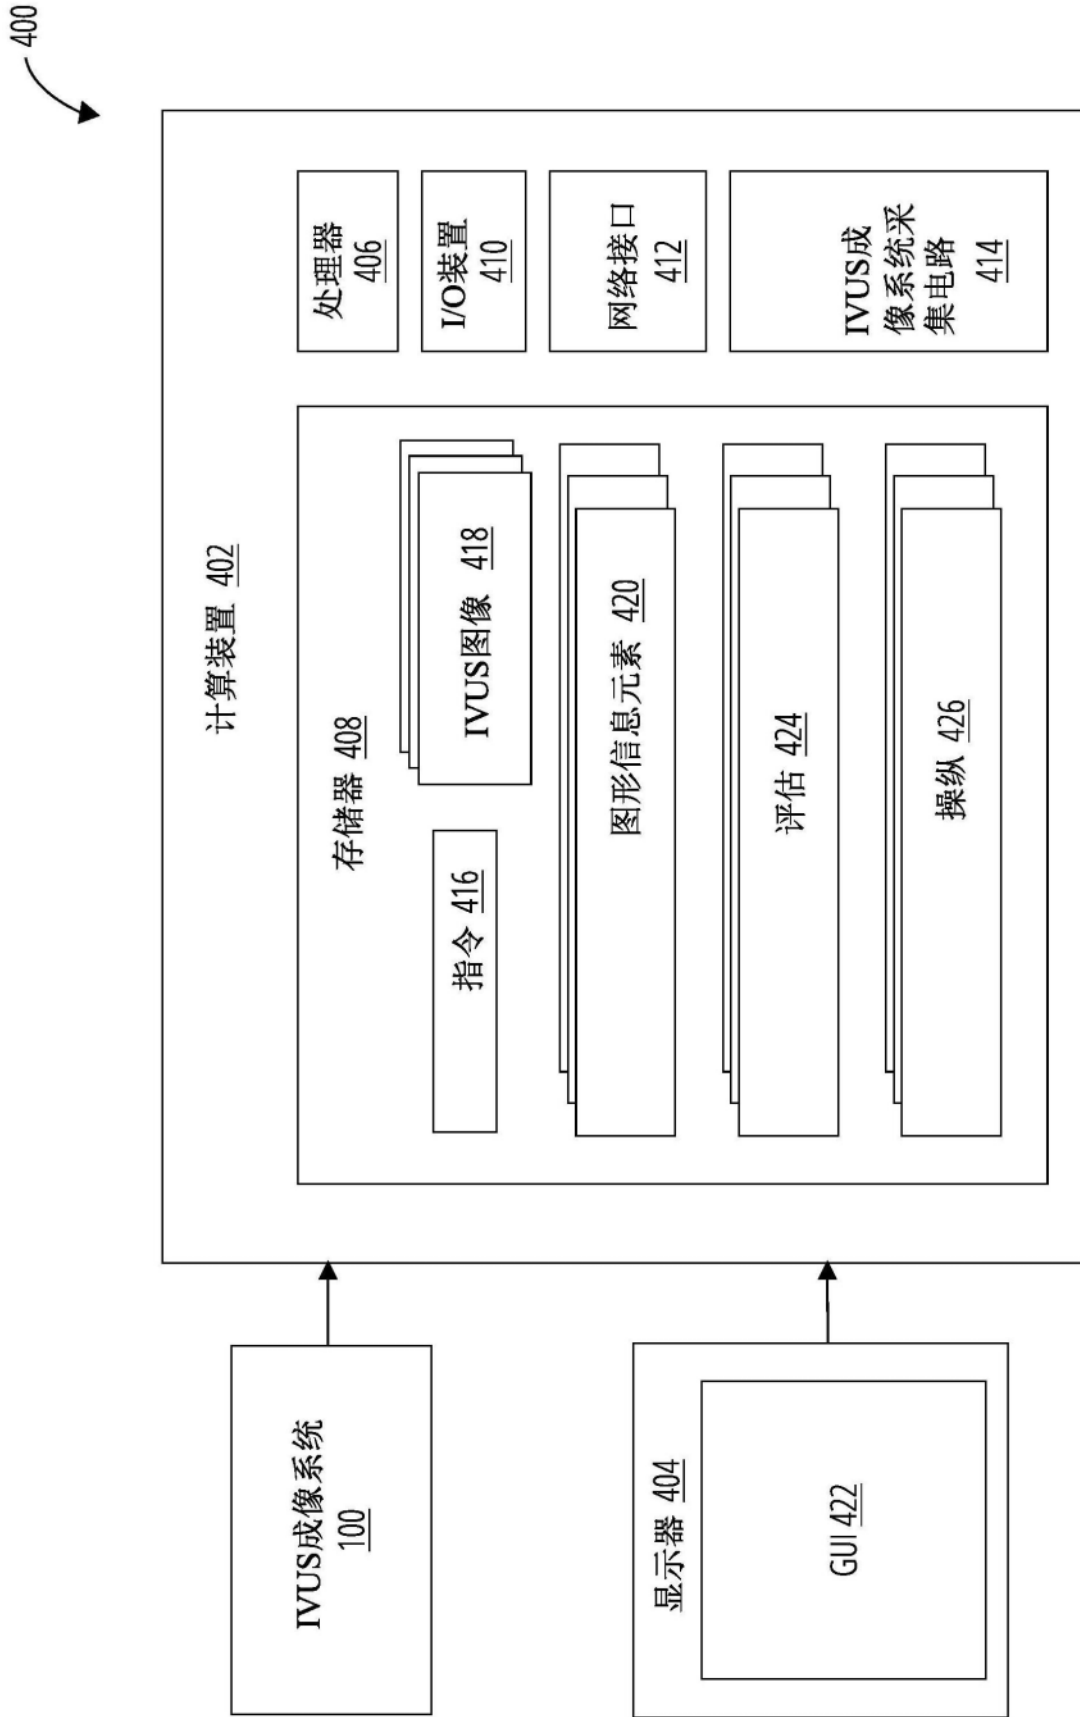 400
计算装置 402
IVUS成像系统
100
显示器 404
GUI 422
存储器 408
指令 416
IVUS图像 418
图形信息元素 420
评估 424
操纵 426
处理器
406
I/O装置
410
网络接口
412
IVUS成
像系统采
集电路
414